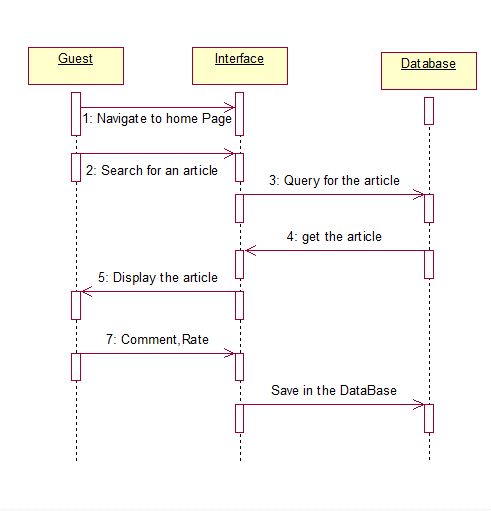 Guest
Interface
Database
1: Navigate to home Page
2: Search for an article
3: Query for the article
4: get the article
5: Display the article
7: Comment,Rate
Save in the DataBase